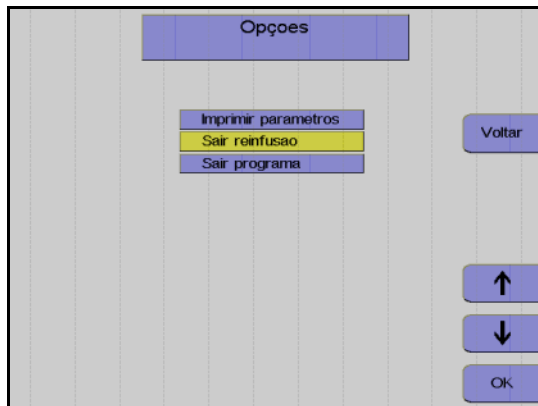 Opçoes
Imprimir parametros
Sair reinfusao
Voltar
Sair programa
↑
↓
OK